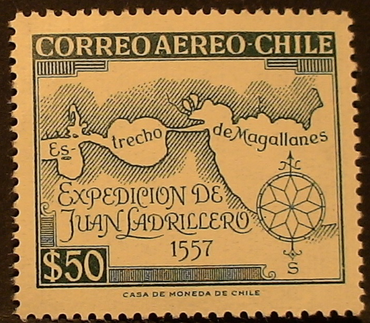 CORREO AEREO-CHILE
Es-
trecho
de Magallanes
EXPEDICION DE
JUAN LADRILLERO
1557
N
S
$50
CASA DE MONEDA DE CHILE